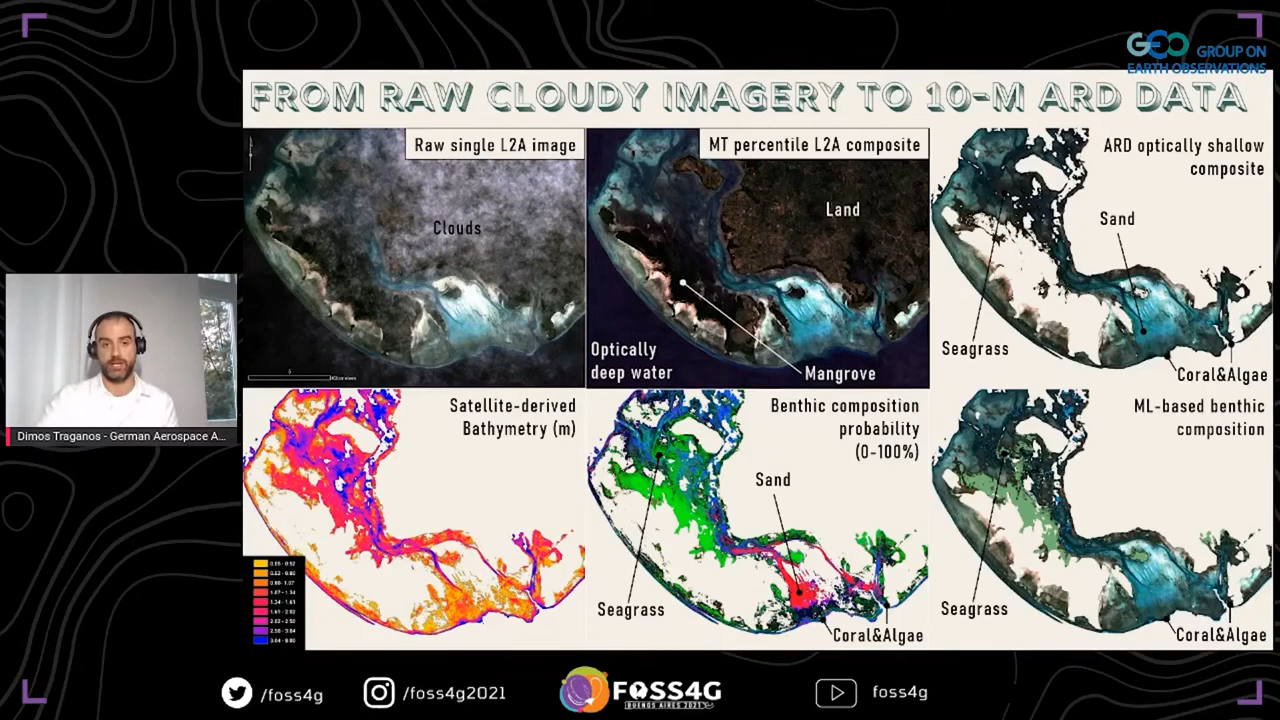 GEO GROUP ON
EARTH OBSERVATIONS
FROM RAW CLOUDY IMAGERY TO 10-M ARD DATA
Raw single L2A image
Clouds
MT percentile L2A composite
Land
Optically
deep water
Mangrove
ARD optically shallow
composite
Sand
Seagrass
Coral&Algae
Satellite-derived
Bathymetry (m)
Benthic composition
probability
(0-100%)
Sand
Seagrass
Coral&Algae
ML-based benthic
composition
Seagrass
Coral&Algae
Dimos Traganos - German Aerospace A...
/foss4g
/foss4g2021
FOSS4G
BUENOS AIRES 2021
foss4g